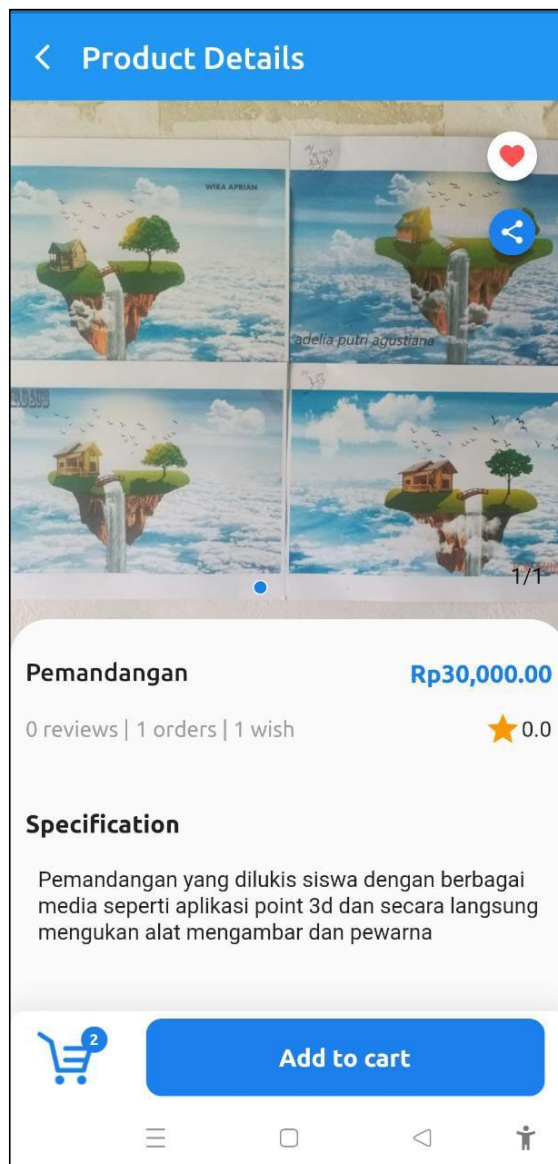 Product Details
WIRA APRIAN
adelia putri agustiana
1/1
Pemandangan
Rp30,000.00
0 reviews | 1 orders | 1 wish
0.0
Specification
Pemandangan yang dilukis siswa dengan berbagai
media seperti aplikasi point 3d dan secara langsung
mengukan alat mengambar dan pewarna
2
Add to cart